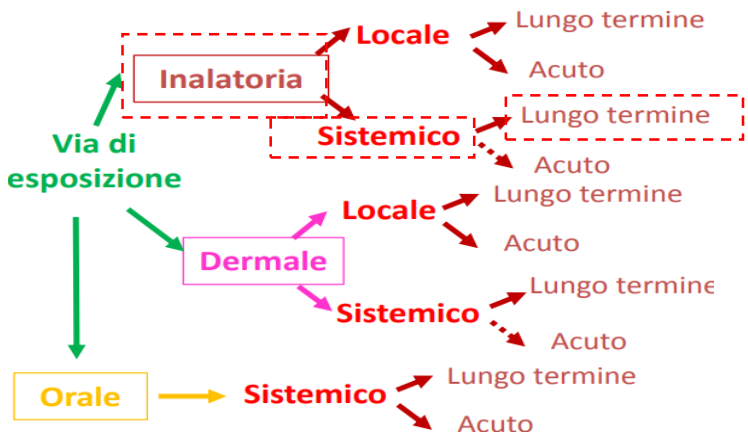 Locale
Lungo termine
Acuto
Inalatoria
Sistemico
Lungo termine
Acuto
Via di
esposizione
Locale
Lungo termine
Acuto
Dermale
Sistemico
Lungo termine
Acuto
Orale
Sistemico
Lungo termine
Acuto